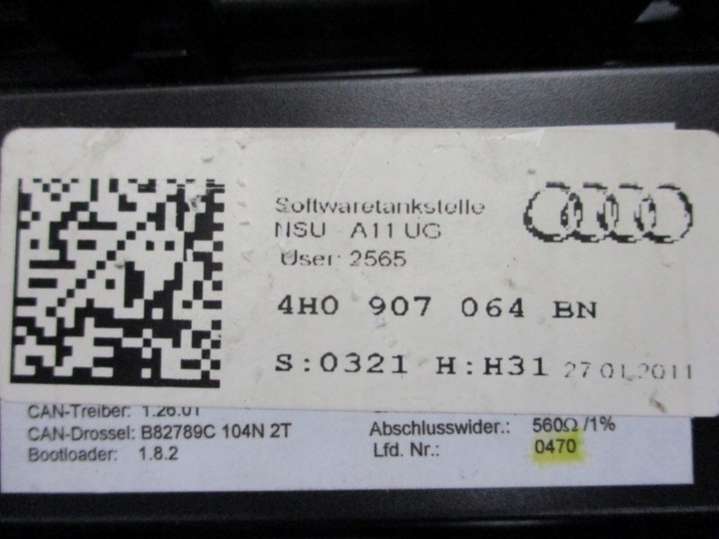 Softwaretankstelle
NSU - A11 UG
User: 2565
4H0 907 064 BN
S:0321 H:H31 27.01.2011
CAN-Treiber: 1.26.01
CAN-Drossel: B82789C 104N 2T
Abschlusswider.: 560Ω /1%
Bootloader: 1.8.2
Lfd. Nr.: 0470